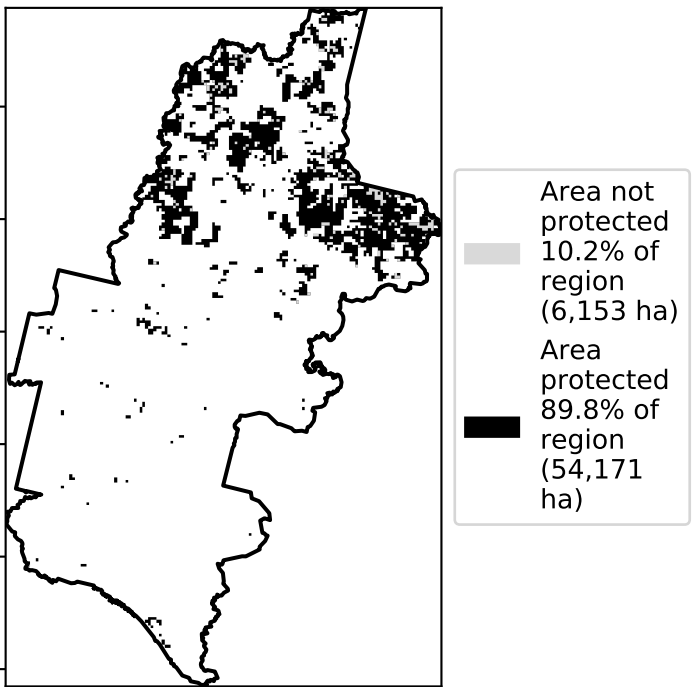 Area not
protected
10.2% of
region
(6,153 ha)
Area
protected
89.8% of
region
(54,171
ha)